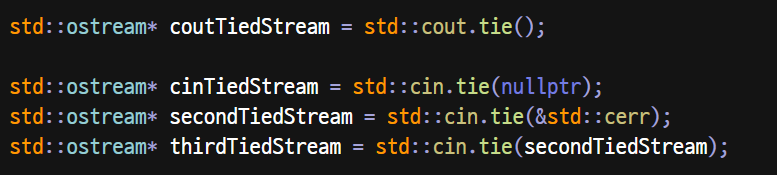 std::ostream* coutTiedStream = std::cout.tie();
std::ostream* cinTiedStream = std::cin.tie(nullptr);
std::ostream* secondTiedStream = std::cin.tie(&std::cerr);
std::ostream* thirdTiedStream = std::cin.tie(secondTiedStream);